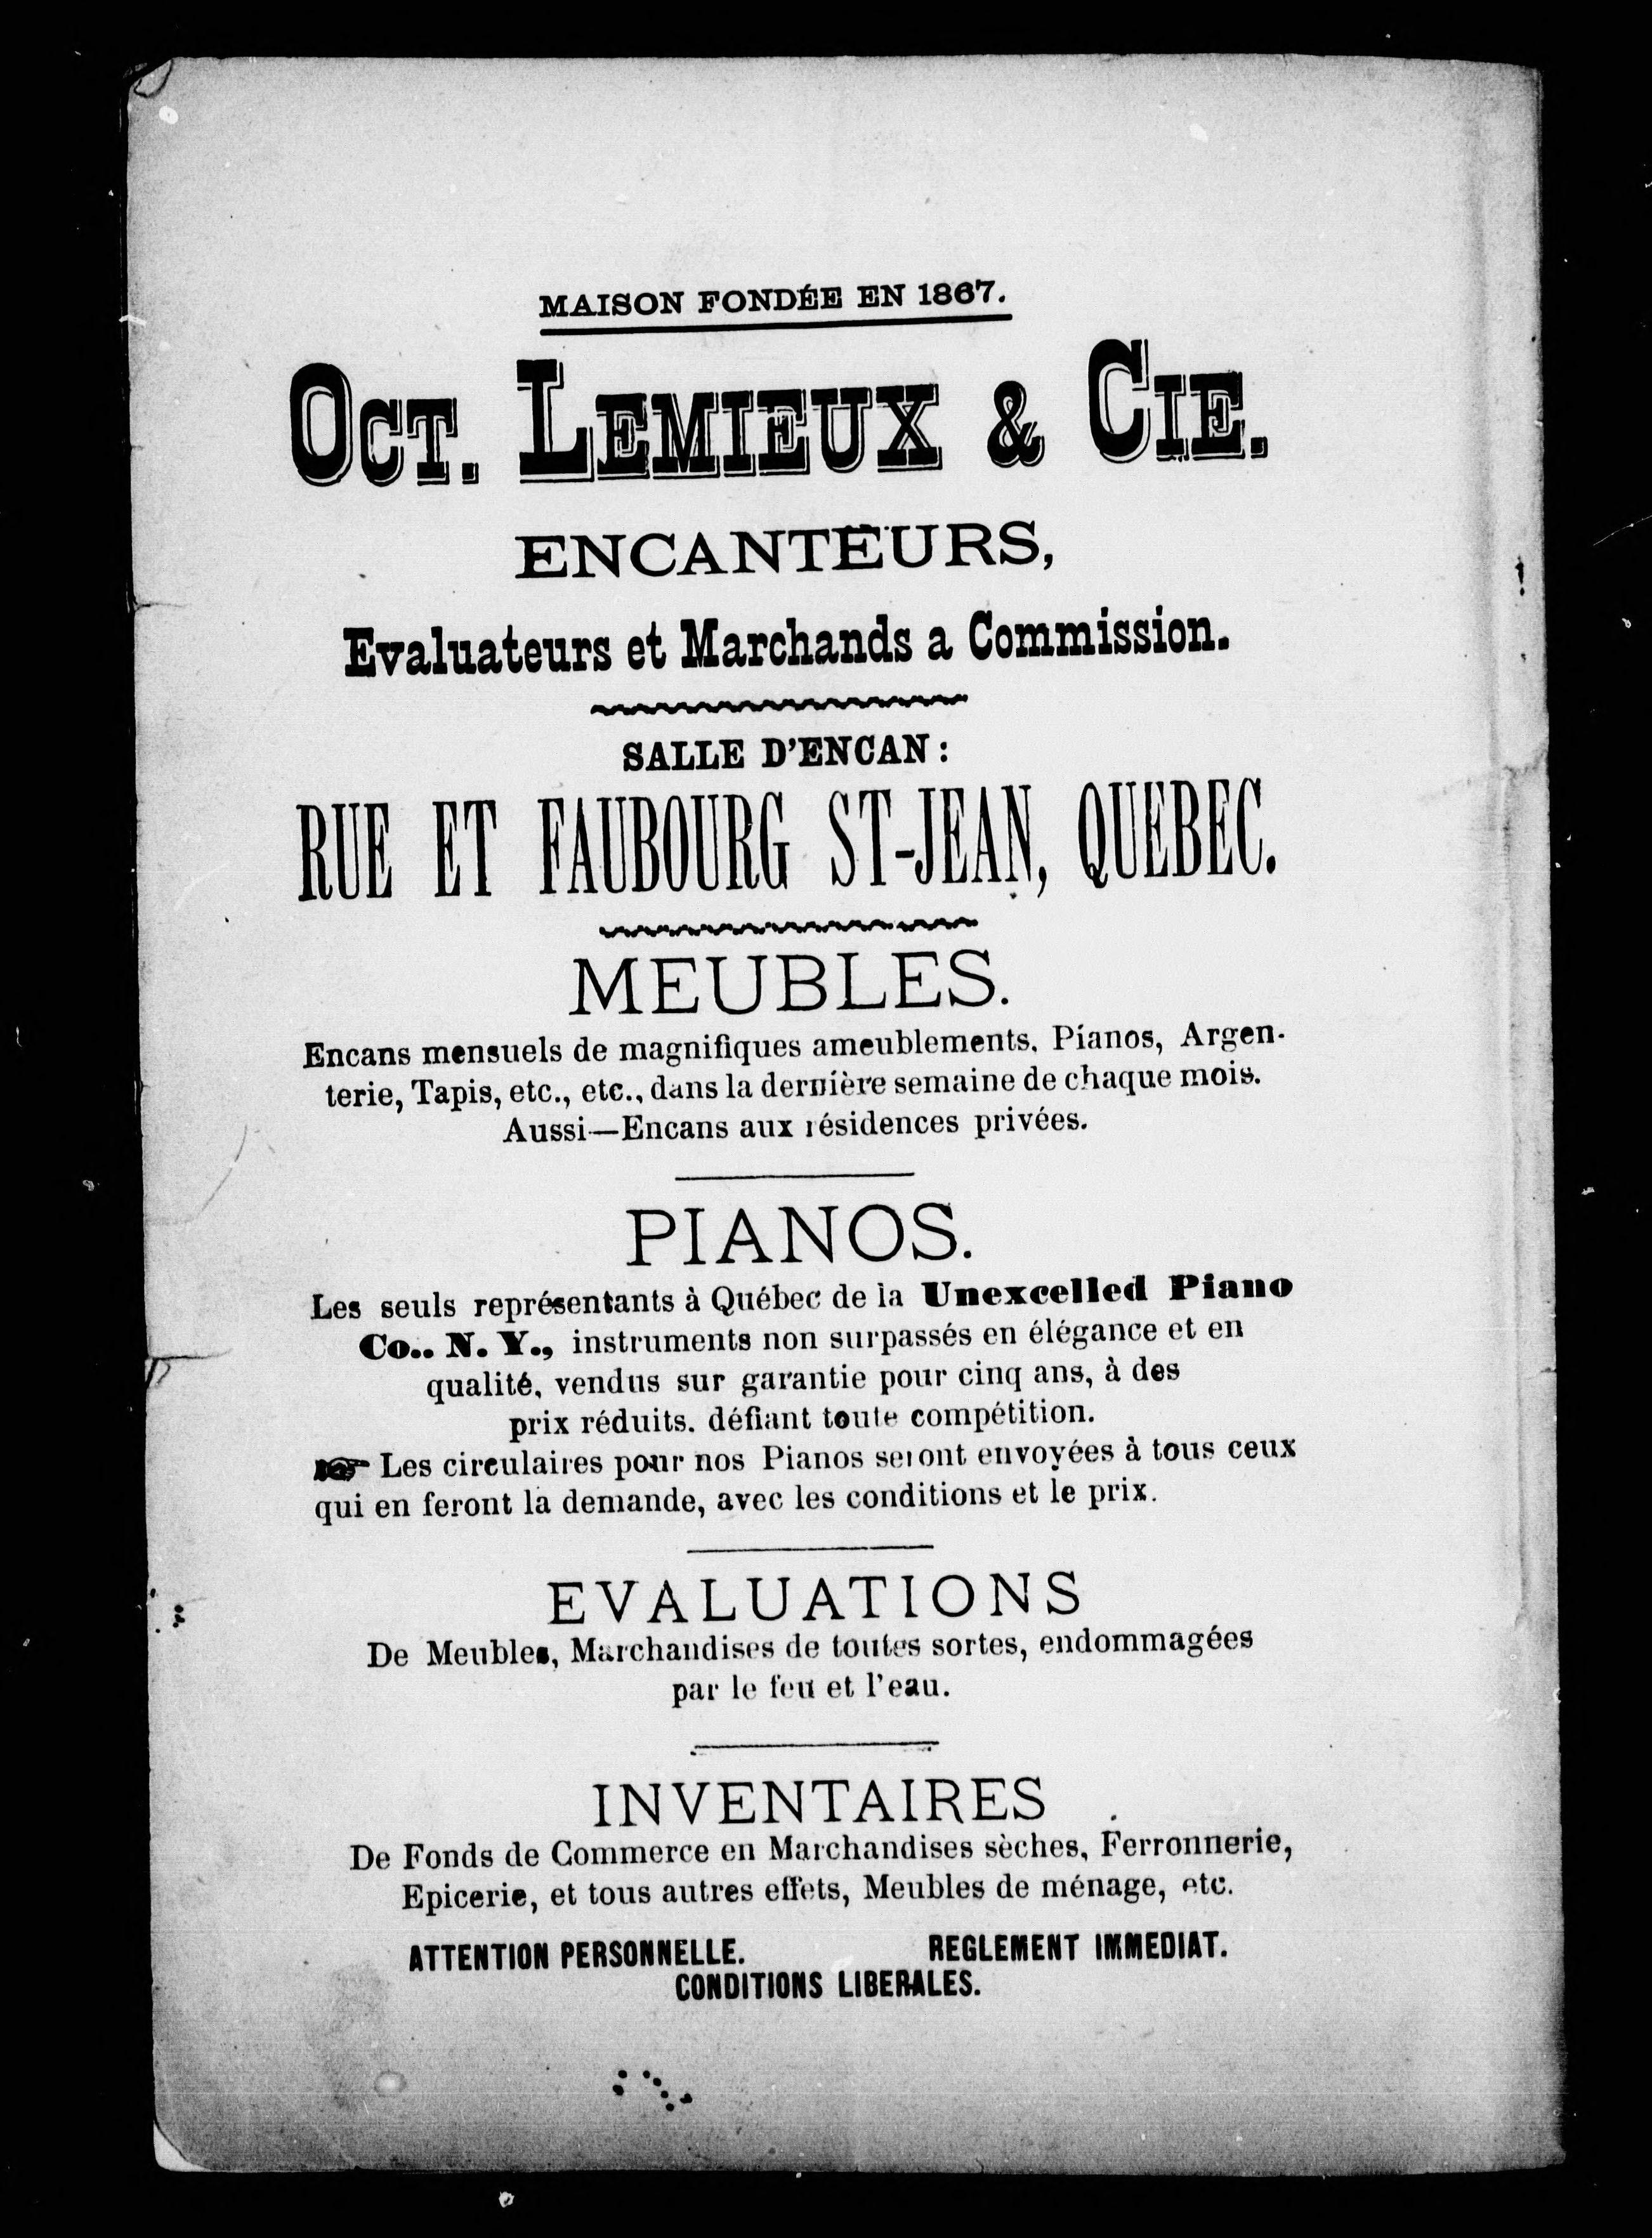 MAISON FONDÉE EN 1867.
OCT. LEMIEUX & CIE.
ENCANTEURS,
Evaluateurs et Marchands a Commission.
SALLE D'ENCAN :
RUE ET FAUBOURG ST-JEAN, QUEBEC.
MEUBLES.
Encans mensuels de magnifiques ameublements. Pianos, Argen-
terie, Tapis, etc., etc., dans la dernière semaine de chaque mois.
Aussi—Encans aux résidences privées.
PIANOS.
Les seuls représentants à Québec de la Unexcelled Piano
Co.. N. Y., instruments non surpassés en élégance et en
qualité, vendus sur garantie pour cinq ans, à des
prix réduits. défiant toute compétition.
☞ Les circulaires pour nos Pianos seront envoyées à tous ceux
qui en feront la demande, avec les conditions et le prix.
EVALUATIONS
De Meubles, Marchandises de toutes sortes, endommagées
par le feu et l'eau.
INVENTAIRES
De Fonds de Commerce en Marchandises sèches, Ferronnerie,
Epicerie, et tous autres effets, Meubles de ménage, etc.
ATTENTION PERSONNELLE. REGLEMENT IMMEDIAT.
CONDITIONS LIBERALES.